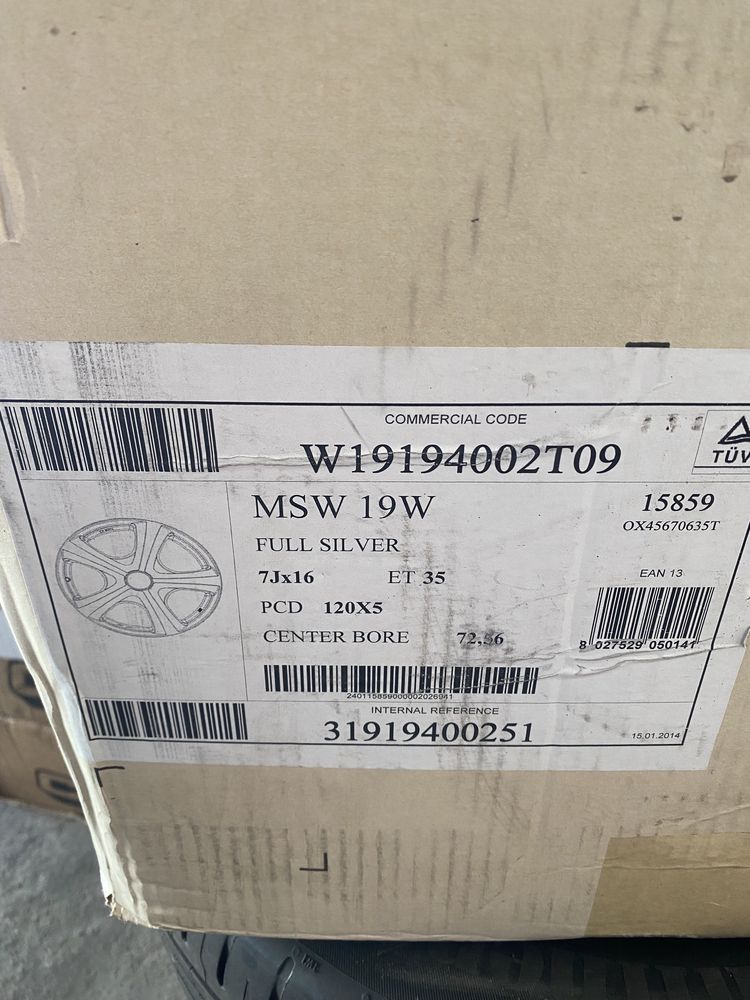 COMMERCIAL CODE
W19194002T09
TÜV
MSW 19W
15859
OX45670635T
FULL SILVER
7Jx16 ET 35
EAN 13
PCD 120X5
CENTER BORE 72,56
8 027529 050141
240115859000002026941
INTERNAL REFERENCE
31919400251
15.01.2014